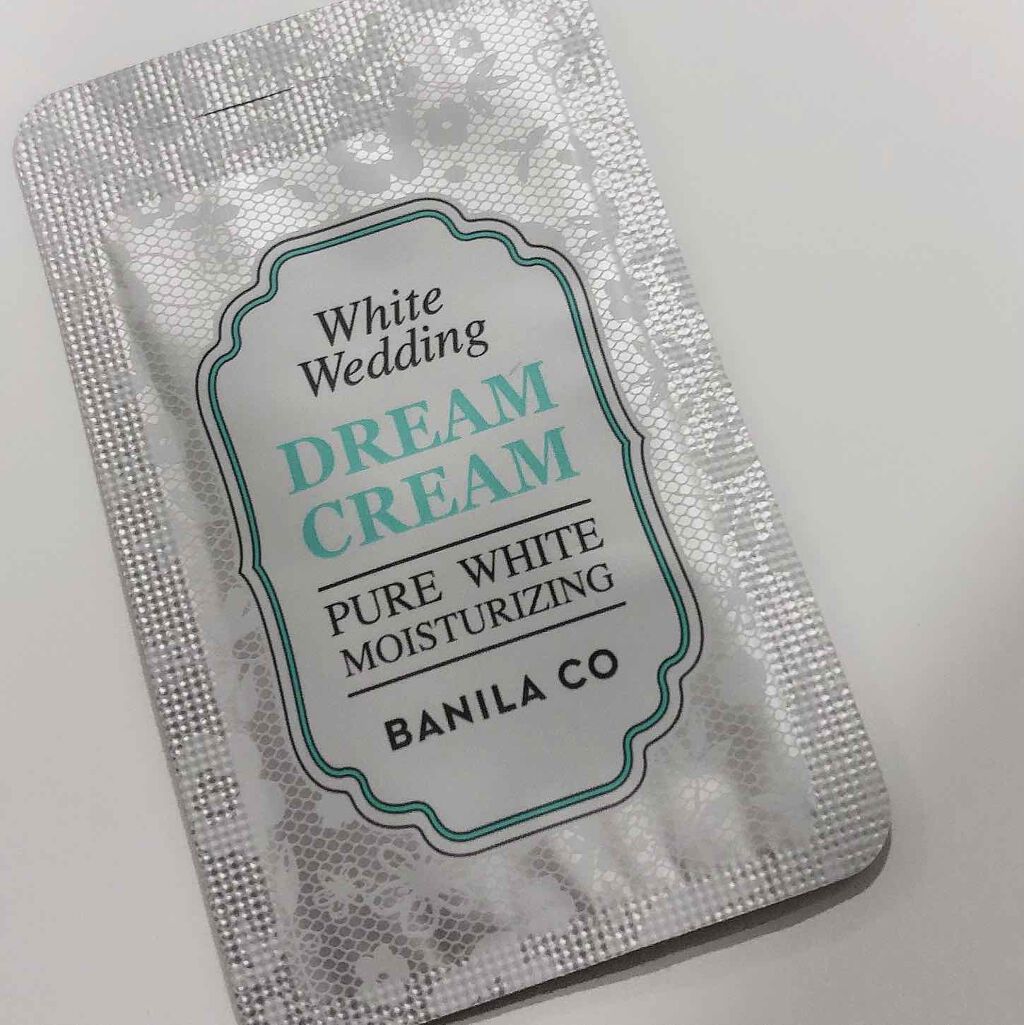 White
Wedding
DREAM
CREAM
PURE WHITE
MOISTURIZING
BANILA CO